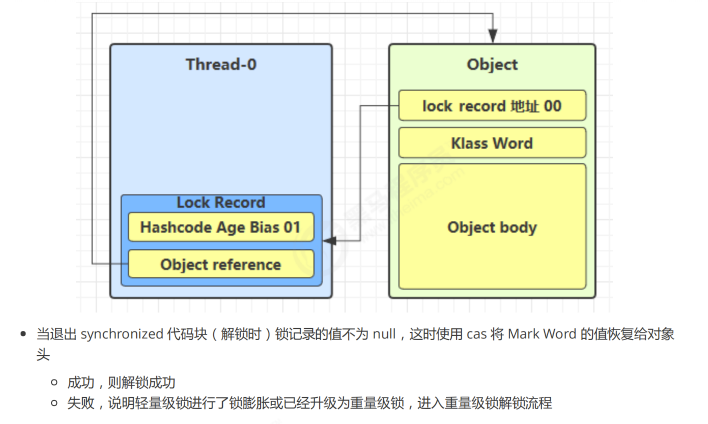 Thread-0
Object
lock record 地址 00
Klass Word
Object body
Lock Record
Hashcode Age Bias 01
Object reference
当退出 synchronized 代码块（解锁时）锁记录的值不为 null，这时使用 cas 将 Mark Word 的值恢复给对象
头
成功，则解锁成功
失败，说明轻量级锁进行了锁膨胀或已经升级为重量级锁，进入重量级锁解锁流程